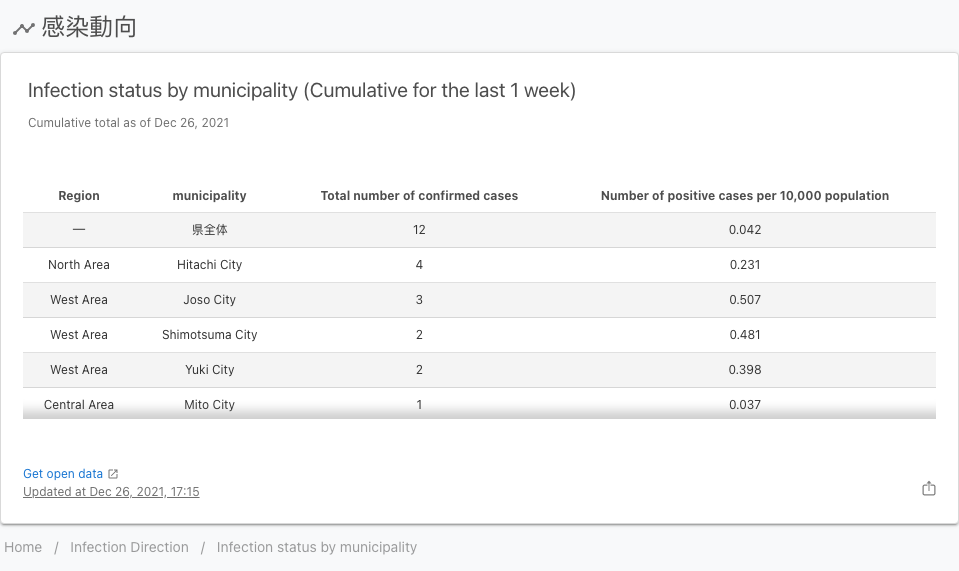 感染動向
Infection status by municipality (Cumulative for the last 1 week)
Cumulative total as of Dec 26, 2021
Region municipality Total number of confirmed cases Number of positive cases per 10,000 population
— 県全体 12 0.042
North Area Hitachi City 4 0.231
West Area Joso City 3 0.507
West Area Shimotsuma City 2 0.481
West Area Yuki City 2 0.398
Central Area Mito City 1 0.037
Get open data
Updated at Dec 26, 2021, 17:15
Home / Infection Direction / Infection status by municipality